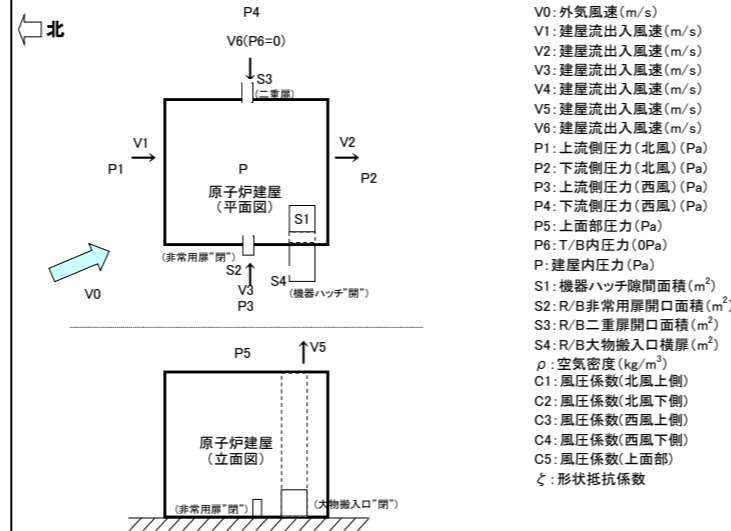 北
P4
V6(P6=0)
S3
(二重扉)
V1
P1
P
V2
P2
原子炉建屋
(平面図)
S1
(非常用扉"閉")
S2
V3
P3
S4
(機器ハッチ"開")
V0
P5
V5
原子炉建屋
(立面図)
(非常用扉"閉")
(大物搬入口"閉")
V0:外気風速(m/s)
V1:建屋流出入風速(m/s)
V2:建屋流出入風速(m/s)
V3:建屋流出入風速(m/s)
V4:建屋流出入風速(m/s)
V5:建屋流出入風速(m/s)
V6:建屋流出入風速(m/s)
P1:上流側圧力(北風)(Pa)
P2:下流側圧力(北風)(Pa)
P3:上流側圧力(西風)(Pa)
P4:下流側圧力(西風)(Pa)
P5:上面部圧力(Pa)
P6:T/B内圧力(0Pa)
P:建屋内圧力(Pa)
S1:機器ハッチ隙間面積(m²)
S2:R/B非常用扉開口面積(m²)
S3:R/B二重扉開口面積(m²)
S4:R/B大物搬入口横扉(m²)
ρ:空気密度(kg/m³)
C1:風圧係数(北風上側)
C2:風圧係数(北風下側)
C3:風圧係数(西風上側)
C4:風圧係数(西風下側)
C5:風圧係数(上面部)
ζ:形状抵抗係数